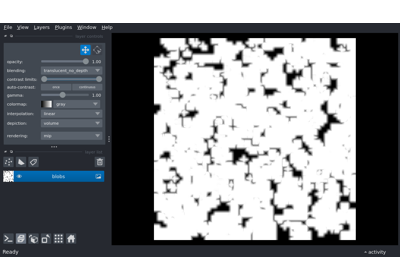 File View Layers Plugins Window Help
opacity: 1.00
blending: translucent_no_depth
contrast limits:
auto-contrast: once continuous
gamma: 1.00
colormap: gray
interpolation: linear
depiction: volume
rendering: mip
blobs
Ready activity